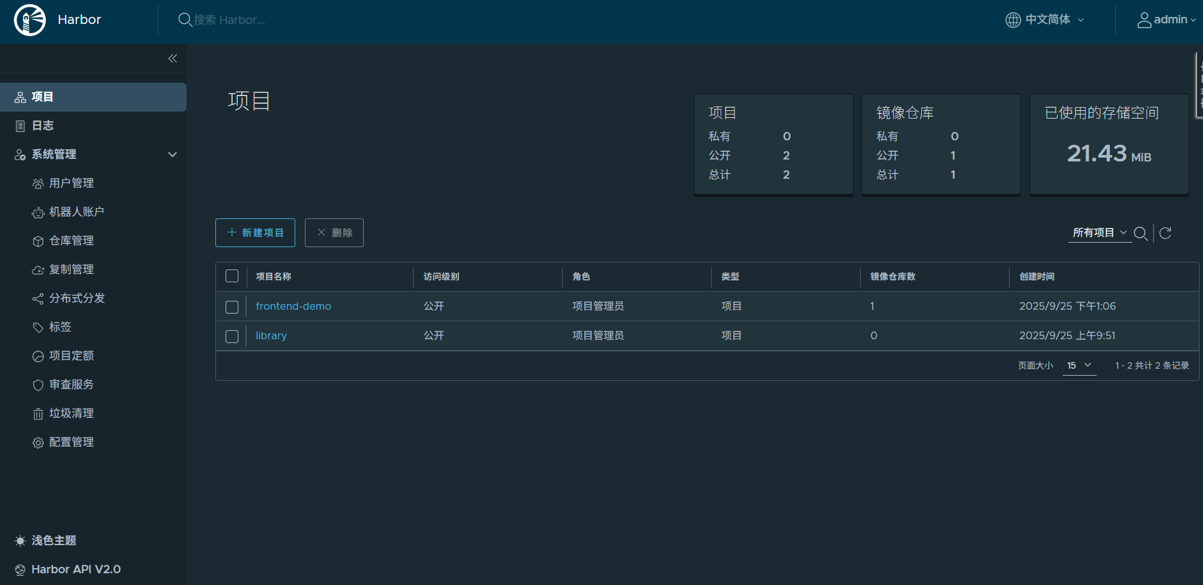 Harbor
搜索 Harbor...
中文简体
admin
项目
日志
系统管理
用户管理
机器人账户
仓库管理
复制管理
分布式分发
标签
项目定额
审查服务
垃圾清理
配置管理
浅色主题
Harbor API V2.0
项目
项目
私有 0
公开 2
总计 2
镜像仓库
私有 0
公开 1
总计 1
已使用的存储空间
21.43 MiB
+ 新建项目
× 删除
所有项目
项目名称 访问级别 角色 类型 镜像仓库数 创建时间
frontend-demo 公开 项目管理员 项目 1 2025/9/25 下午1:06
library 公开 项目管理员 项目 0 2025/9/25 上午9:51
页面大小 15 1 - 2 共计 2 条记录